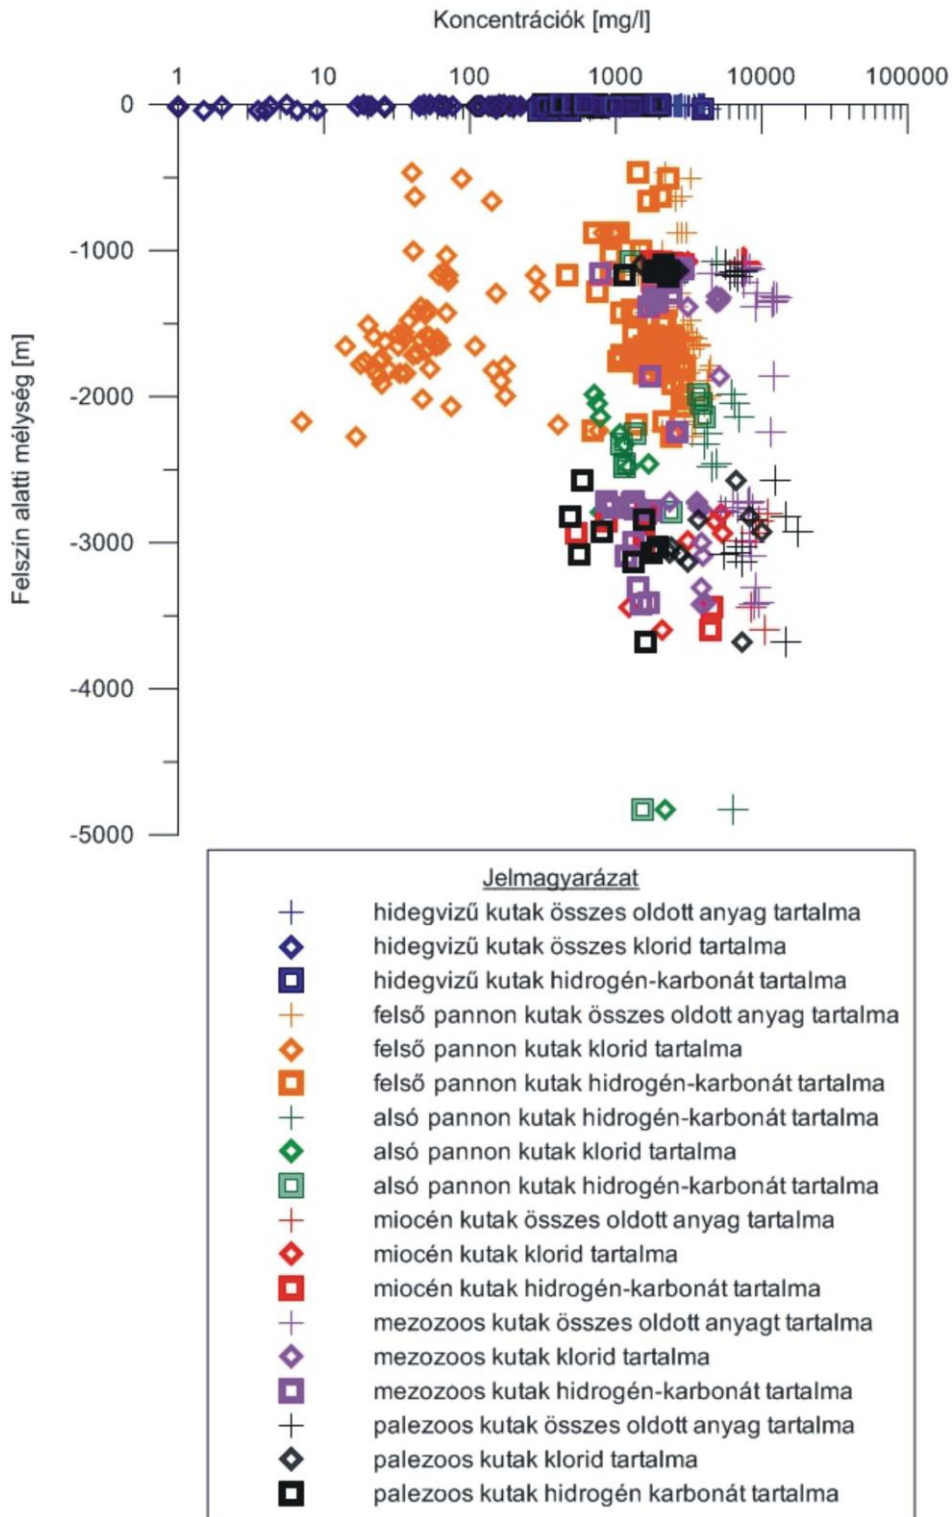 Koncentrációk [mg/l]
1 10 100 1000 10000 100000
0
-1000
-2000
-3000
-4000
-5000
Felszín alatti mélység [m]
Jelmagyarázat
hidegvizű kutak összes oldott anyag tartalma
hidegvizű kutak összes klorid tartalma
hidegvizű kutak hidrogén-karbonát tartalma
felső pannon kutak összes oldott anyag tartalma
felső pannon kutak klorid tartalma
felső pannon kutak hidrogén-karbonát tartalma
alsó pannon kutak hidrogén-karbonát tartalma
alsó pannon kutak klorid tartalma
alsó pannon kutak hidrogén-karbonát tartalma
miocén kutak összes oldott anyag tartalma
miocén kutak klorid tartalma
miocén kutak hidrogén-karbonát tartalma
mezozoos kutak összes oldott anyagt tartalma
mezozoos kutak klorid tartalma
mezozoos kutak hidrogén-karbonát tartalma
palezoos kutak összes oldott anyag tartalma
palezoos kutak klorid tartalma
palezoos kutak hidrogén karbonát tartalma